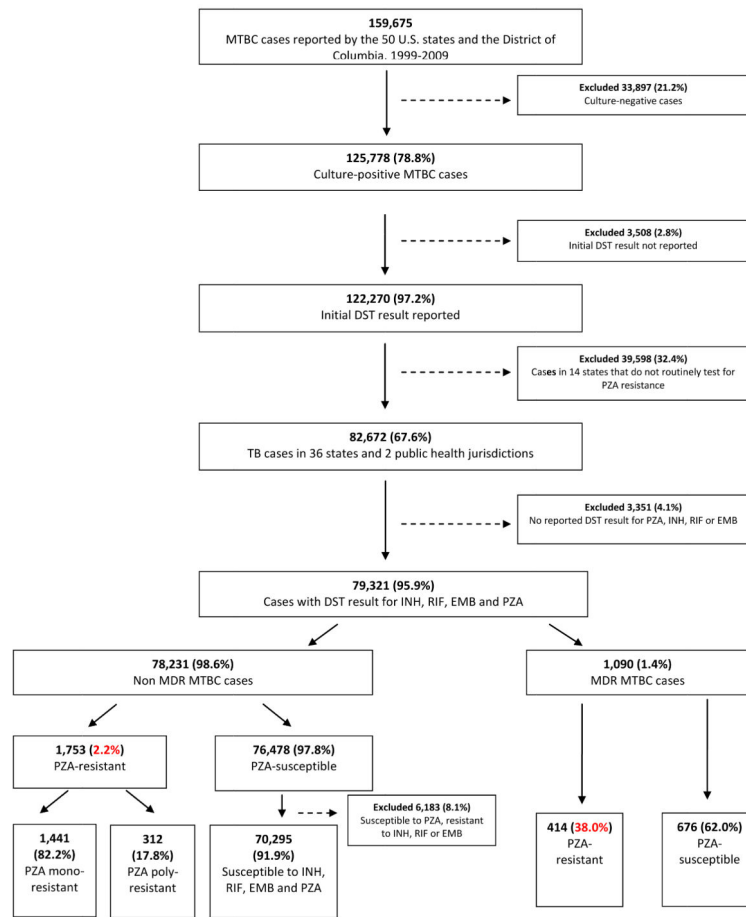 159,675
MTBC cases reported by the 50 U.S. states and the District of
Columbia. 1999-2009
Excluded 33,897 (21.2%)
Culture-negative cases
125,778 (78.8%)
Culture-positive MTBC cases
Excluded 3,508 (2.8%)
Initial DST result not reported
122,270 (97.2%)
Initial DST result reported
Excluded 39,598 (32.4%)
Cases in 14 states that do not routinely test for
PZA resistance
82,672 (67.6%)
TB cases in 36 states and 2 public health jurisdictions
Excluded 3,351 (4.1%)
No reported DST result for PZA, INH, RIF or EMB
79,321 (95.9%)
Cases with DST result for INH, RIF, EMB and PZA
78,231 (98.6%)
Non MDR MTBC cases
1,090 (1.4%)
MDR MTBC cases
1,753 (2.2%)
PZA-resistant
76,478 (97.8%)
PZA-susceptible
Excluded 6,183 (8.1%)
Susceptible to PZA, resistant
to INH, RIF or EMB
1,441
(82.2%)
PZA mono-
resistant
312
(17.8%)
PZA poly-
resistant
70,295
(91.9%)
Susceptible to INH,
RIF, EMB and PZA
414 (38.0%)
PZA-
resistant
676 (62.0%)
PZA-
susceptible